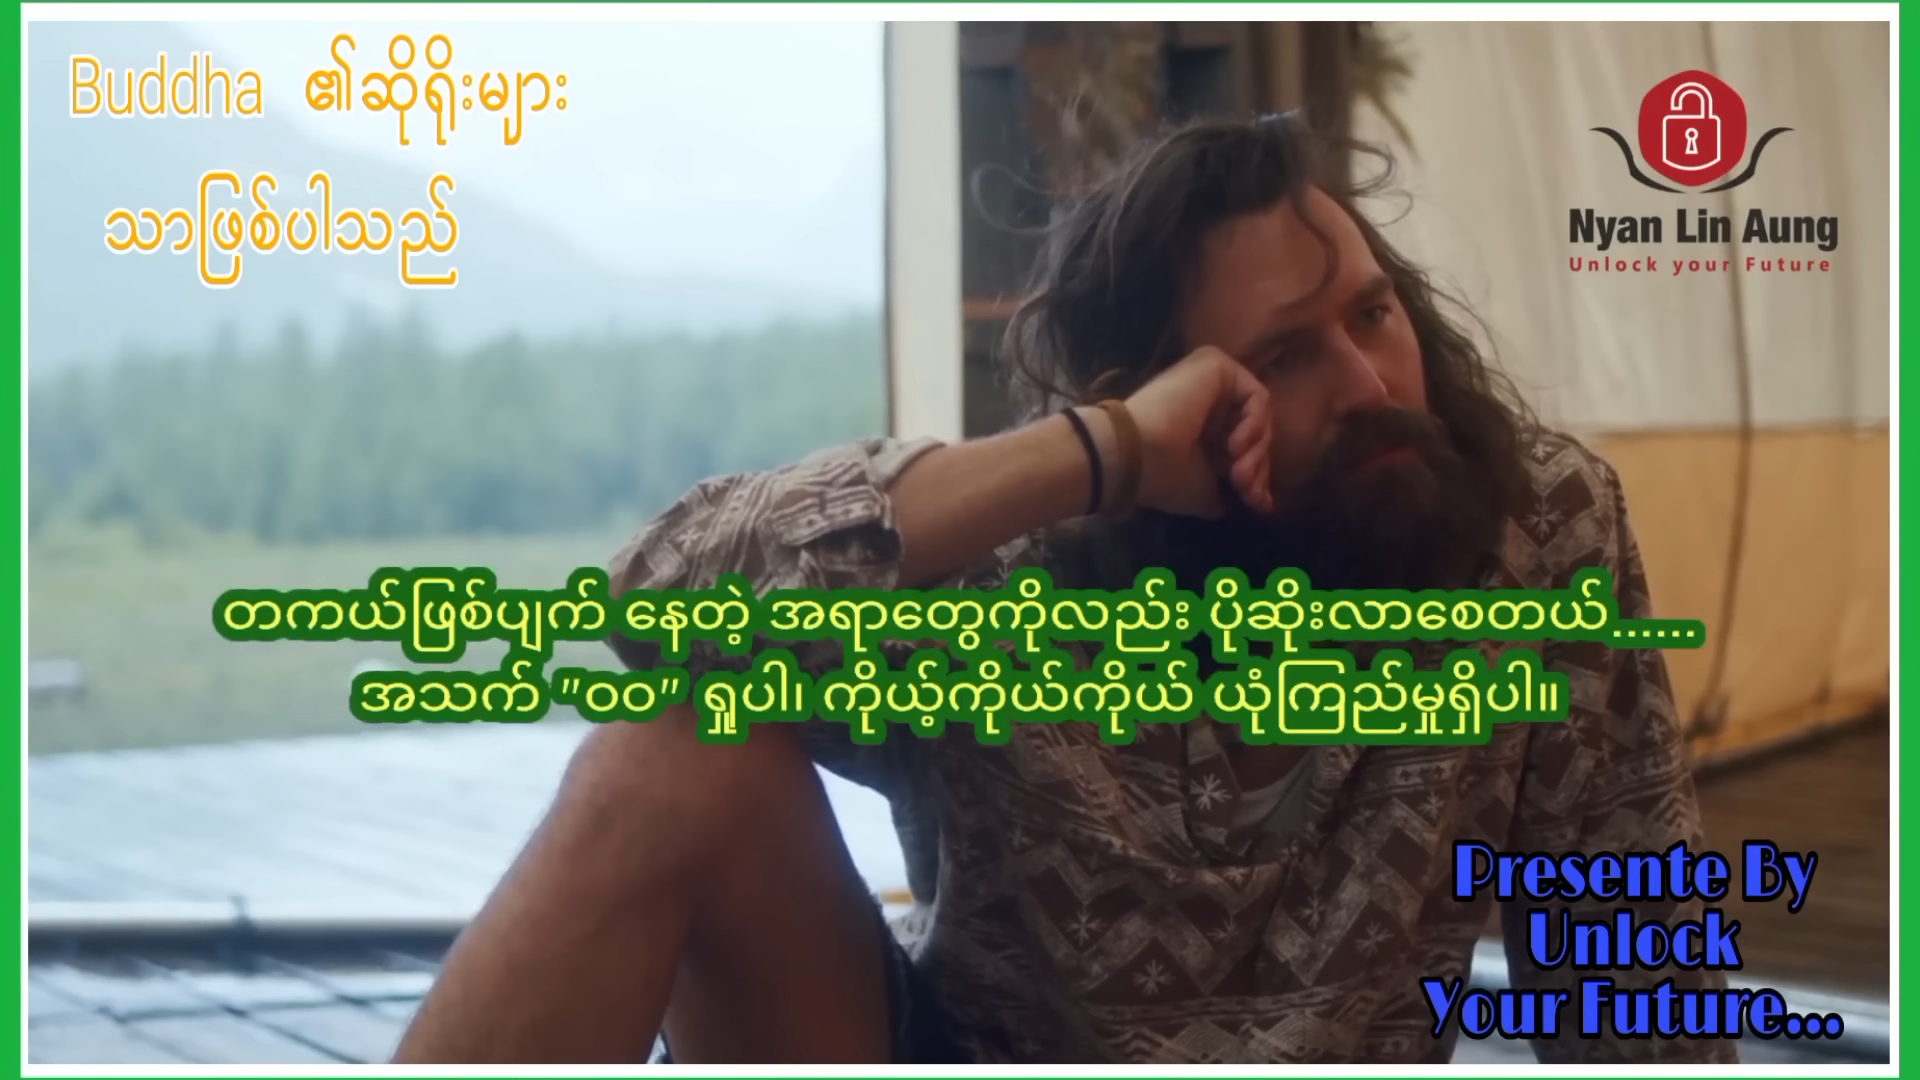 Buddha ၏ဆိုရိုးများ
သာဖြစ်ပါသည်
Nyan Lin Aung
Unlock your Future
တကယ်ဖြစ်ပျက် နေတဲ့ အရာတွေကိုလည်း ပိုဆိုးလာစေတယ်......
အသက် "ဝဝ" ရှူပါ၊ ကိုယ့်ကိုယ်ကိုယ် ယုံကြည်မှုရှိပါ။
Presente By
Unlock
Your Future...